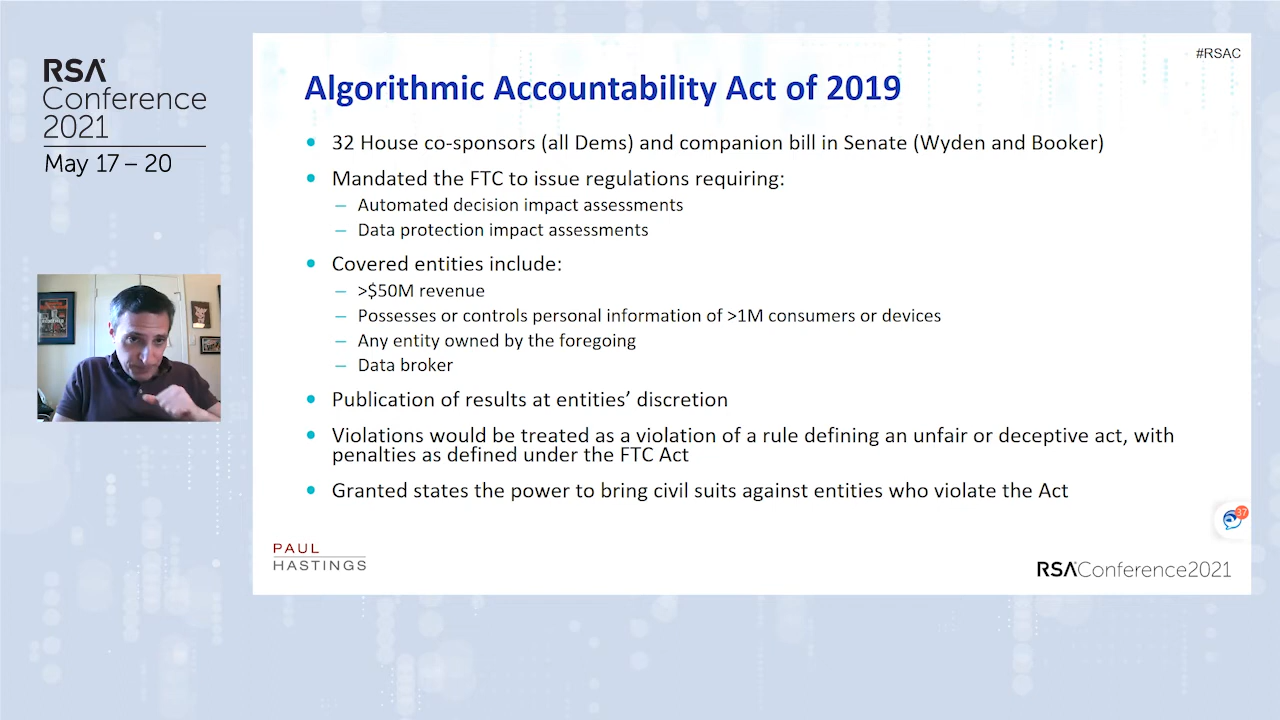 RSA
Conference
2021
May 17 – 20
#RSAC
Algorithmic Accountability Act of 2019
• 32 House co-sponsors (all Dems) and companion bill in Senate (Wyden and Booker)
• Mandated the FTC to issue regulations requiring:
– Automated decision impact assessments
– Data protection impact assessments
• Covered entities include:
– >$50M revenue
– Possesses or controls personal information of >1M consumers or devices
– Any entity owned by the foregoing
– Data broker
• Publication of results at entities’ discretion
• Violations would be treated as a violation of a rule defining an unfair or deceptive act, with
penalties as defined under the FTC Act
• Granted states the power to bring civil suits against entities who violate the Act
37
PAUL
HASTINGS
RSAConference2021